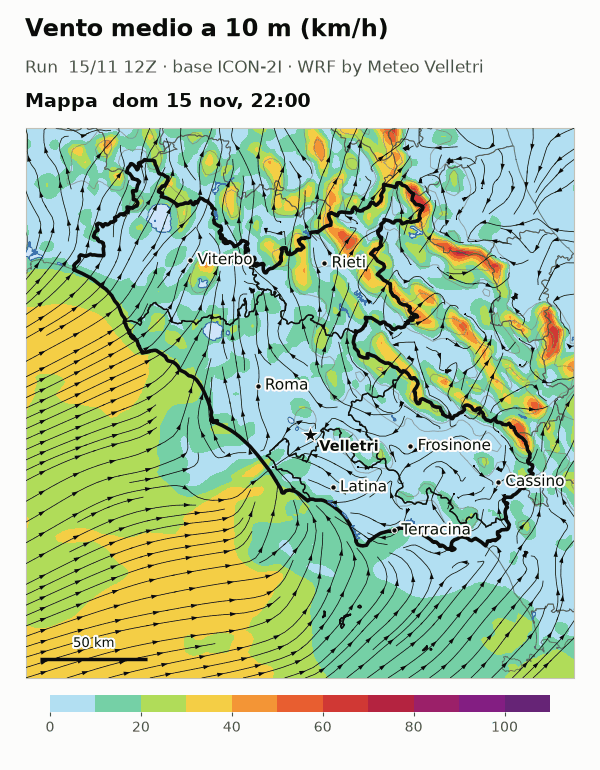 Vento medio a 10 m (km/h)
Run 15/11 12Z · base ICON-2I · WRF by Meteo Velletri
Mappa dom 15 nov, 22:00
Viterbo
Rieti
Roma
Velletri
Frosinone
Cassino
Latina
Terracina
50 km
0 20 40 60 80 100